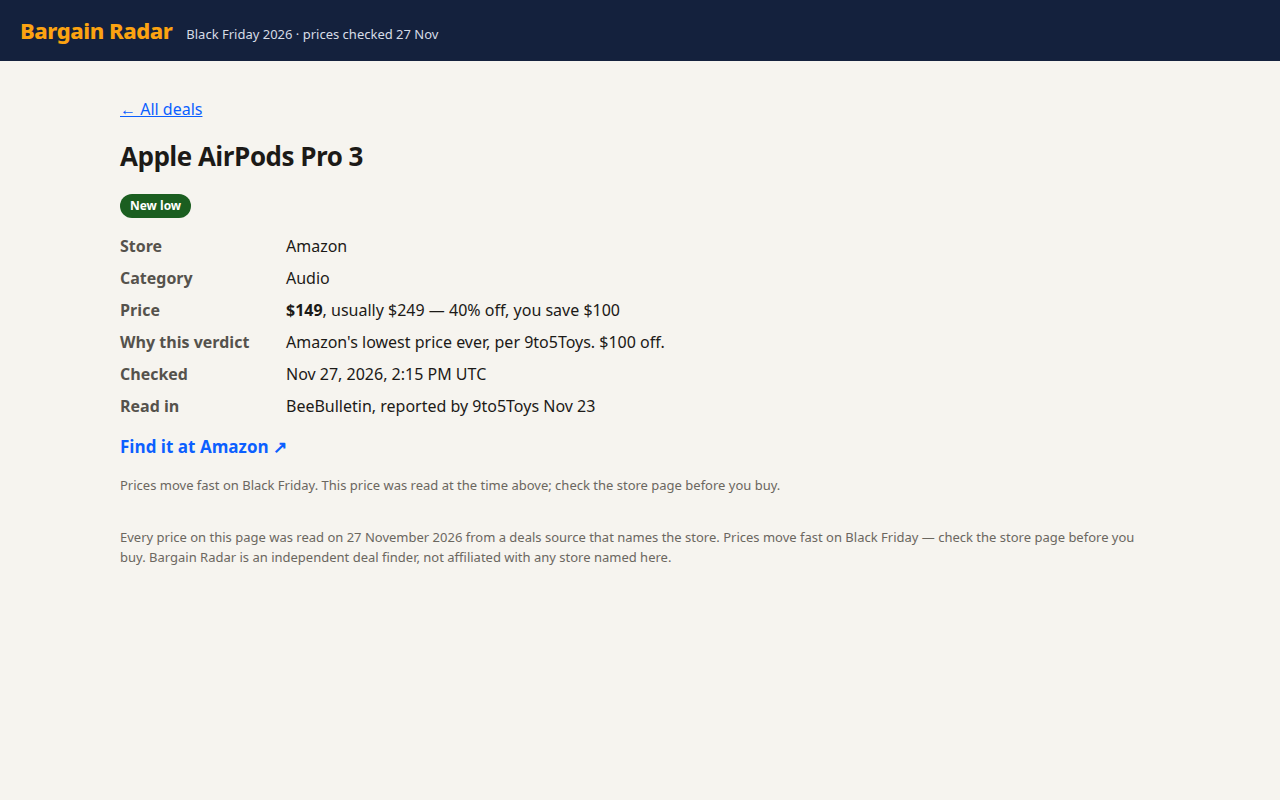 Bargain Radar Black Friday 2026 · prices checked 27 Nov
← All deals
Apple AirPods Pro 3
New low
Store Amazon
Category Audio
Price $149, usually $249 — 40% off, you save $100
Why this verdict Amazon's lowest price ever, per 9to5Toys. $100 off.
Checked Nov 27, 2026, 2:15 PM UTC
Read in BeeBulletin, reported by 9to5Toys Nov 23
Find it at Amazon ↗
Prices move fast on Black Friday. This price was read at the time above; check the store page before you buy.
Every price on this page was read on 27 November 2026 from a deals source that names the store. Prices move fast on Black Friday — check the store page before you
buy. Bargain Radar is an independent deal finder, not affiliated with any store named here.